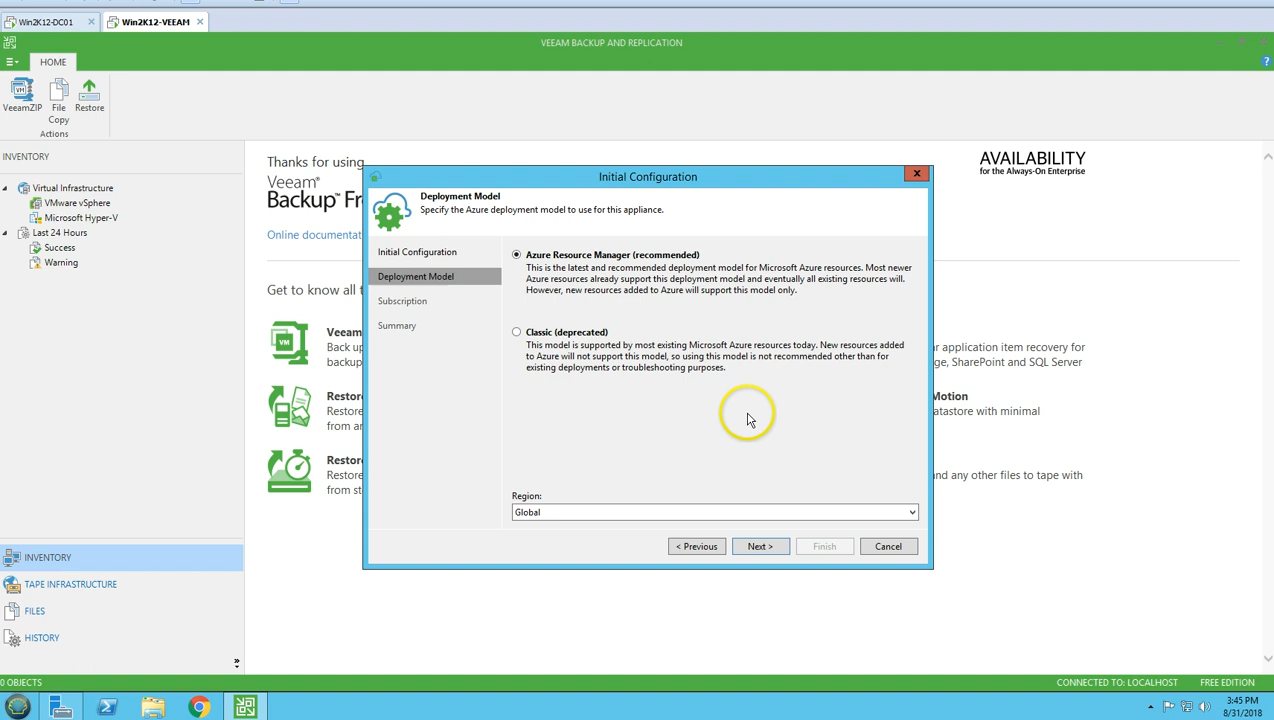 Win2K12-DC01
Win2K12-VEEAM
VEEAM BACKUP AND REPLICATION
HOME
VeeamZIP
File
Copy
Restore
Actions
INVENTORY
Virtual Infrastructure
VMware vSphere
Microsoft Hyper-V
Last 24 Hours
Success
Warning
Thanks for using
Veeam®
Backup™ Fr
AVAILABILITY
for the Always-On Enterprise
Online documentat
Get to know all t
Veeam
Back up
backup
Restore
Restore
from ar
Restore
Restore
from st
ar application item recovery for
ge, SharePoint and SQL Server
Motion
datastore with minimal
and any other files to tape with
Initial Configuration
Deployment Model
Specify the Azure deployment model to use for this appliance.
Initial Configuration
Deployment Model
Subscription
Summary
Azure Resource Manager (recommended)
This is the latest and recommended deployment model for Microsoft Azure resources. Most newer
Azure resources already support this deployment model and eventually all existing resources will.
However, new resources added to Azure will support this model only.
Classic (deprecated)
This model is supported by most existing Microsoft Azure resources today. New resources added
to Azure will not support this model, so using this model is not recommended other than for
existing deployments or troubleshooting purposes.
Region:
Global
< Previous
Next >
Finish
Cancel
INVENTORY
TAPE INFRASTRUCTURE
FILES
HISTORY
0 OBJECTS
CONNECTED TO: LOCALHOST
FREE EDITION
3:45 PM
8/31/2018